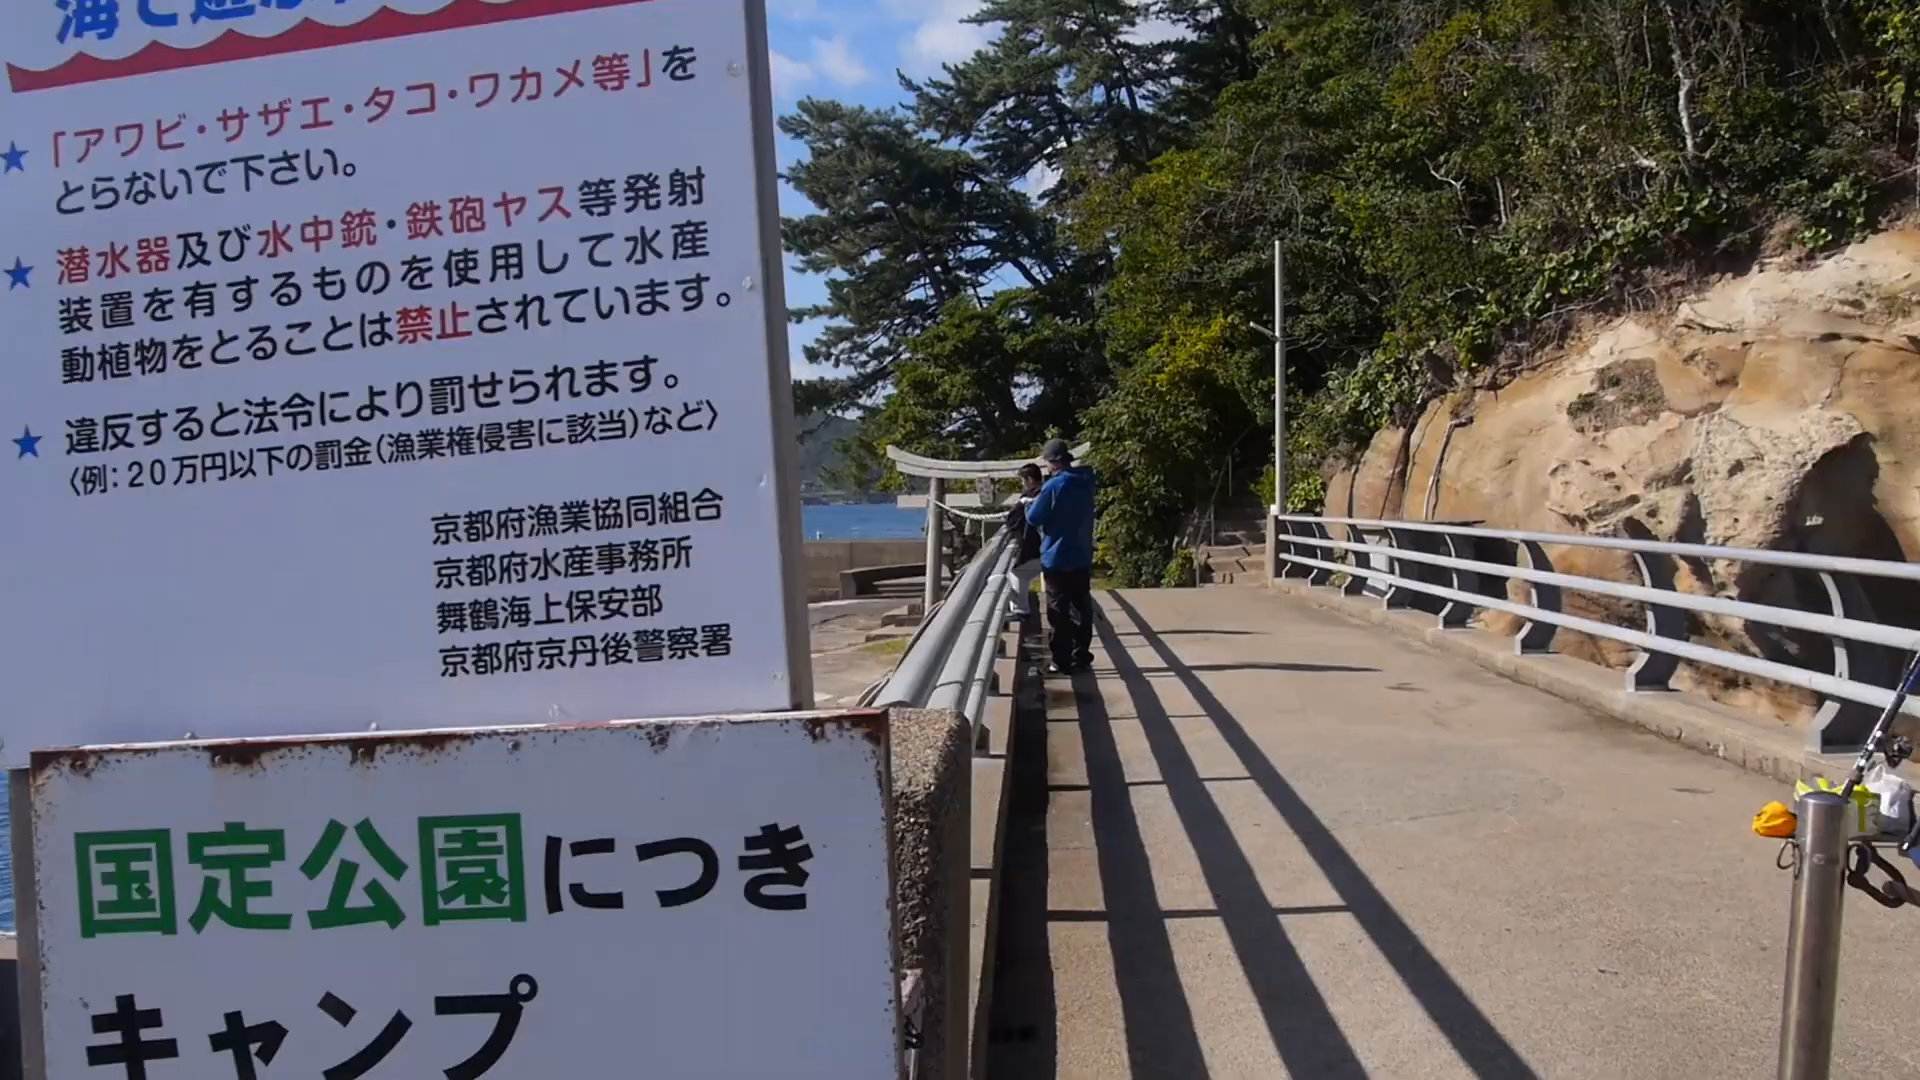 「アワビ・サザエ・タコ・ワカメ等」を
とらないで下さい。
潜水器及び水中銃・鉄砲ヤス等発射
装置を有するものを使用して水産
動植物をとることは禁止されています。
違反すると法令により罰せられます。
〈例：20万円以下の罰金（漁業権侵害に該当）など〉
京都府漁業協同組合
京都府水産事務所
舞鶴海上保安部
京都府京丹後警察署
国定公園につき
キャンプ